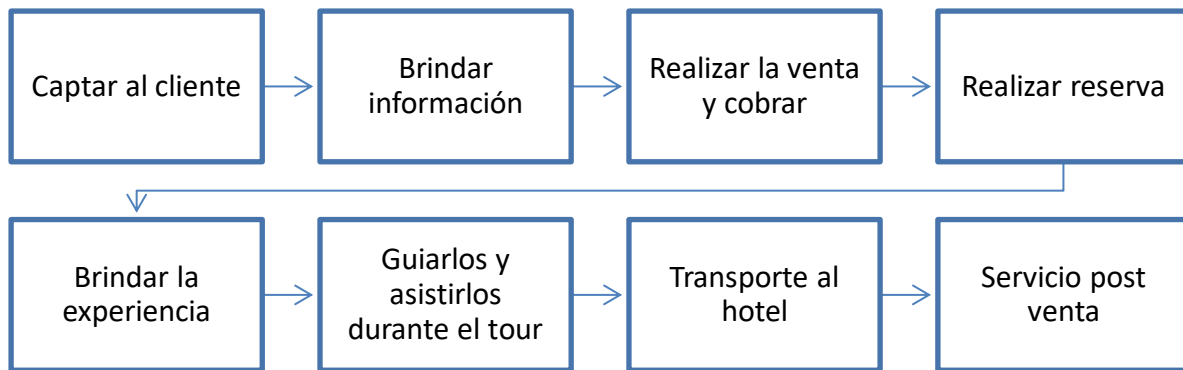 Captar al cliente
Brindar
información
Realizar la venta
y cobrar
Realizar reserva
Brindar la
experiencia
Guiarlos y
asistirlos
durante el tour
Transporte al
hotel
Servicio post
venta